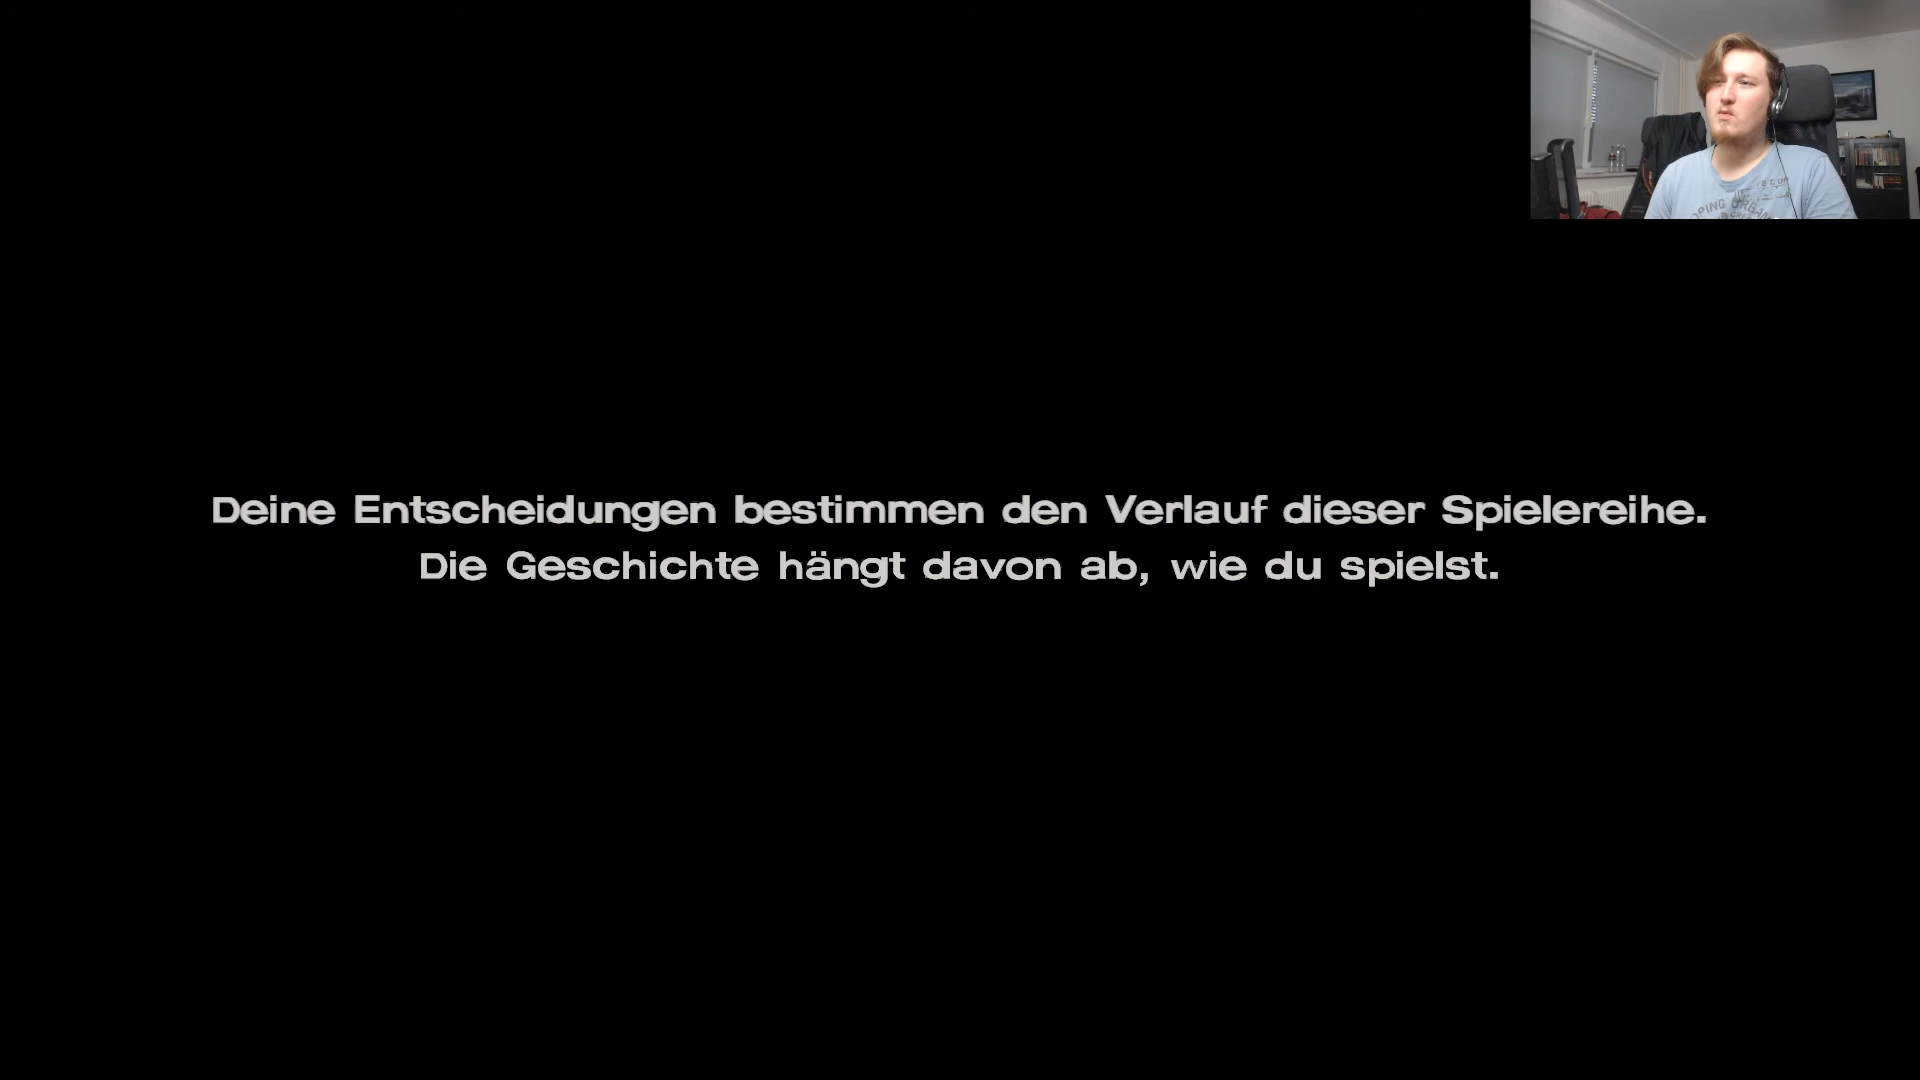 Deine Entscheidungen bestimmen den Verlauf dieser Spielereihe.
Die Geschichte hängt davon ab, wie du spielst.